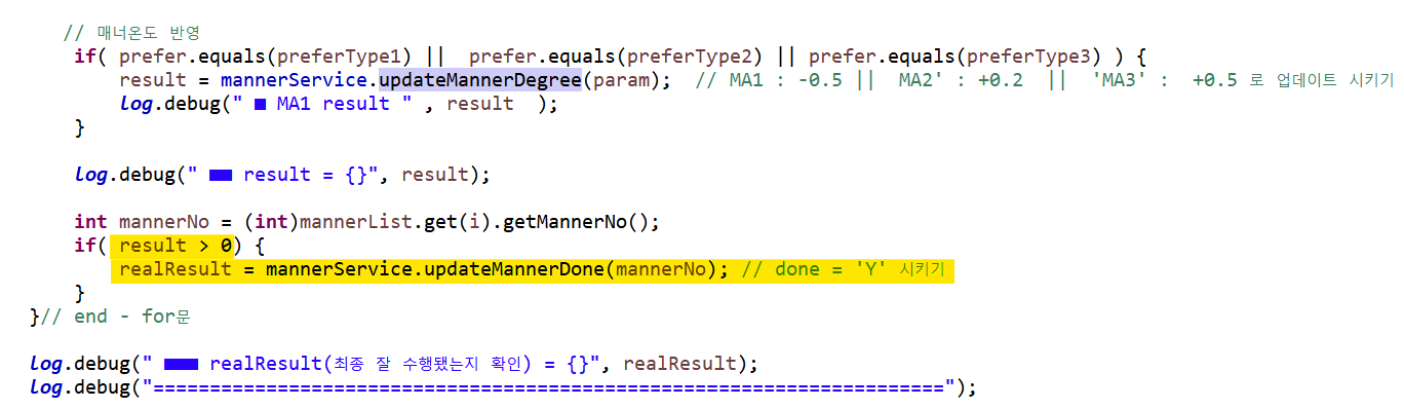 // 매너온도 반영
if( prefer.equals(preferType1) ||  prefer.equals(preferType2) || prefer.equals(preferType3) ) {
result = mannerService.updateMannerDegree(param);  // MA1 : -0.5 ||  MA2' : +0.2  ||  'MA3' :  +0.5 로 업데이트 시키기
log.debug(" ■ MA1 result " , result  );
}
log.debug(" ■■ result = {}", result);
int mannerNo = (int)mannerList.get(i).getMannerNo();
if( result > 0) {
realResult = mannerService.updateMannerDone(mannerNo); // done = 'Y' 시키기
}
}// end - for문
log.debug(" ■■■ realResult(최종 잘 수행됐는지 확인) = {}", realResult);
log.debug("======================================================================");